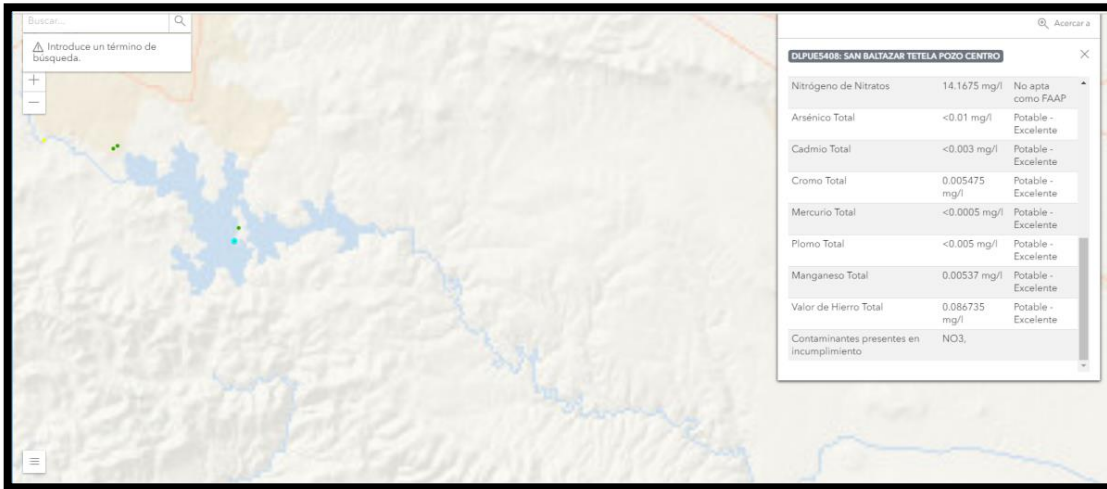 Buscar...
Introduce un término de
búsqueda.
+
−
Acercar a
DLPUE5408: SAN BALTAZAR TETELA POZO CENTRO
Nitrógeno de Nitratos 14.1675 mg/l No apta
como FAAP
Arsénico Total <0.01 mg/l Potable -
Excelente
Cadmio Total <0.003 mg/l Potable -
Excelente
Cromo Total 0.005475 Potable -
mg/l Excelente
Mercurio Total <0.0005 mg/l Potable -
Excelente
Plomo Total <0.005 mg/l Potable -
Excelente
Manganeso Total 0.00537 mg/l Potable -
Excelente
Valor de Hierro Total 0.086735 Potable -
mg/l Excelente
Contaminantes presentes en NO3,
incumplimiento